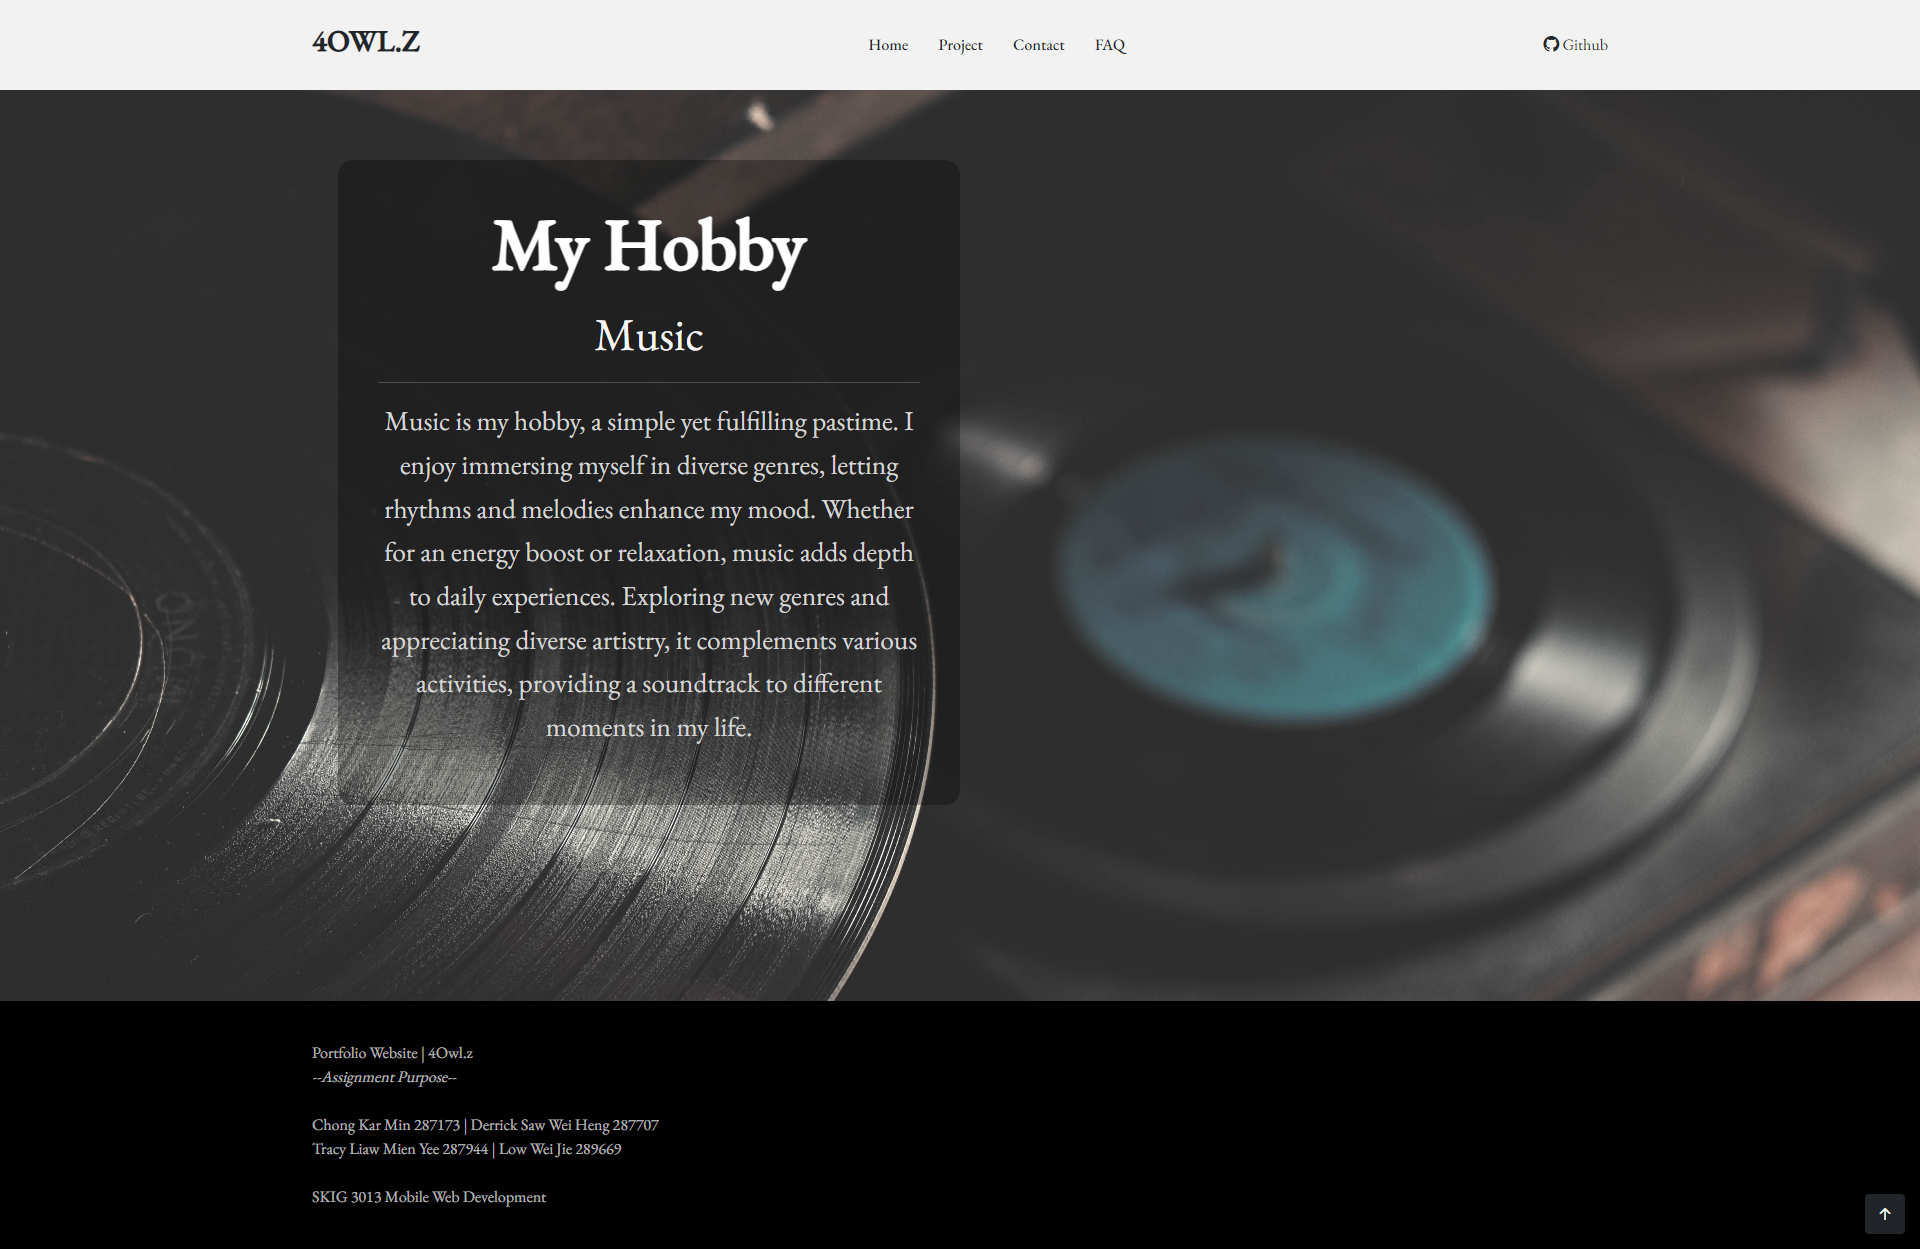 4OWL.Z
Home Project Contact FAQ
Github
My Hobby
Music
Music is my hobby, a simple yet fulfilling pastime. I
enjoy immersing myself in diverse genres, letting
rhythms and melodies enhance my mood. Whether
for an energy boost or relaxation, music adds depth
to daily experiences. Exploring new genres and
appreciating diverse artistry, it complements various
activities, providing a soundtrack to different
moments in my life.
Portfolio Website | 4Owl.z
--Assignment Purpose--
Chong Kar Min 287173 | Derrick Saw Wei Heng 287707
Tracy Liaw Mien Yee 287944 | Low Wei Jie 289669
SKIG 3013 Mobile Web Development